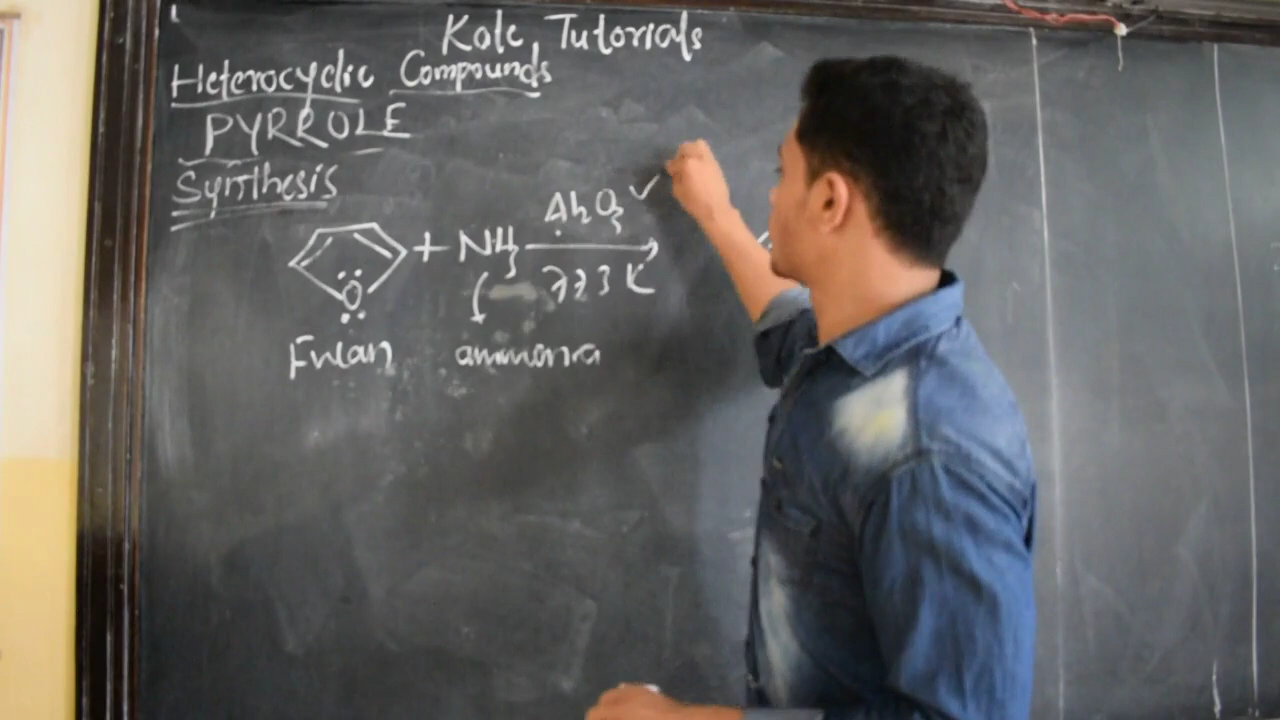 Kole Tutorials
Heterocyclic Compounds
PYRROLE
Synthesis
Al2O3 ✓
O + NH3
773 K
Furan ammonia